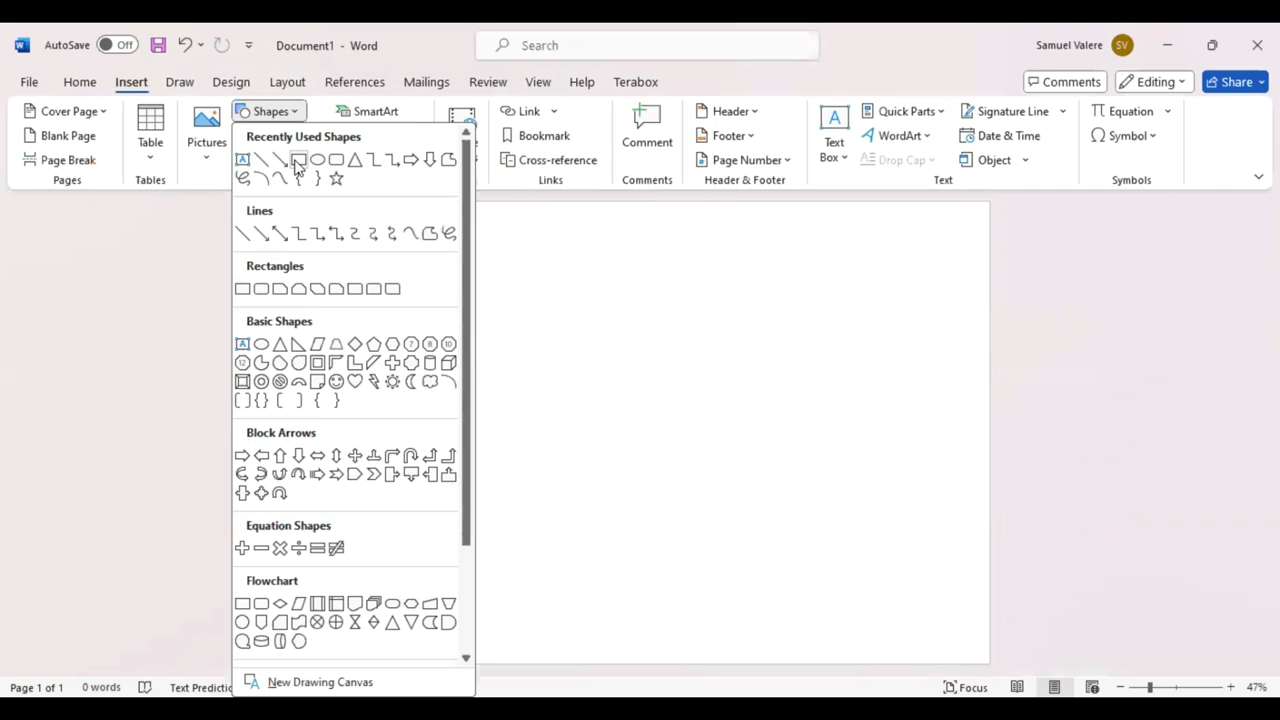 AutoSave Off Document1 - Word Search Samuel Valere SV
File Home Insert Draw Design Layout References Mailings Review View Help Terabox Comments Editing Share
Cover Page Shapes SmartArt Link Header Quick Parts Signature Line Equation
Blank Page Table Pictures Recently Used Shapes Bookmark Comment Footer Text Box WordArt Date & Time Symbol
Page Break Cross-reference Page Number Drop Cap Object
Pages Tables Links Comments Header & Footer Text Symbols
Lines
Rectangles
Basic Shapes
Block Arrows
Equation Shapes
Flowchart
New Drawing Canvas
Page 1 of 1 0 words Text Predictio Focus 47%